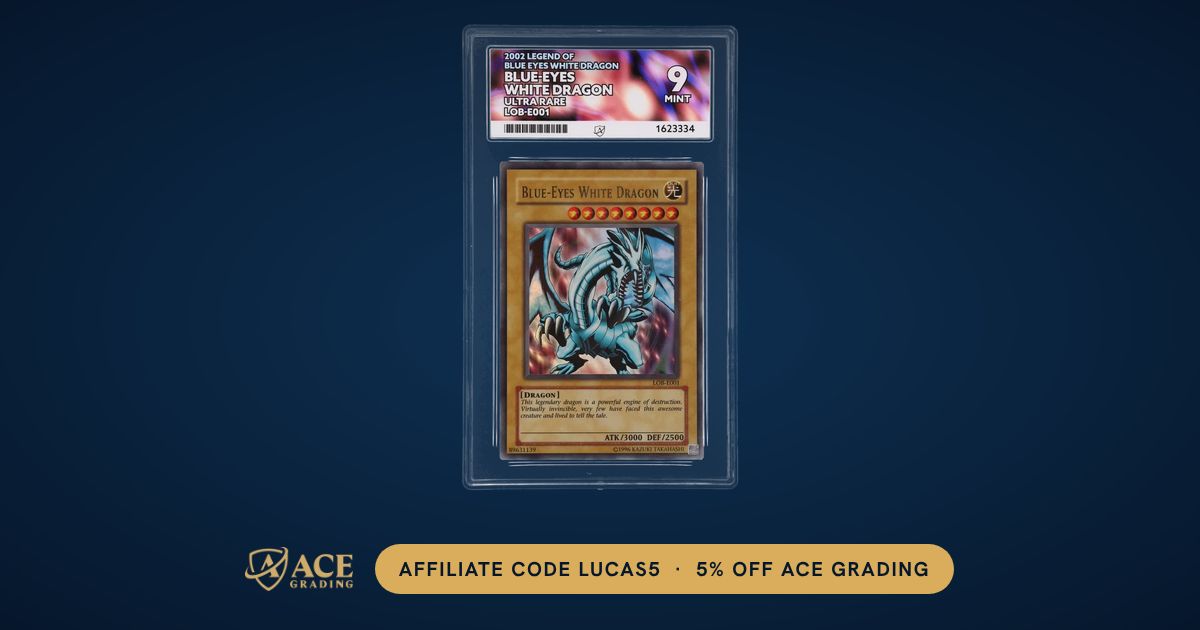 2002 LEGEND OF
BLUE EYES WHITE DRAGON
BLUE-EYES
WHITE DRAGON
ULTRA RARE
LOB-E001
9
MINT
1623334
BLUE-EYES WHITE DRAGON
光
LOB-E001
[DRAGON]
This legendary dragon is a powerful engine of destruction.
Virtually invincible, very few have faced this awesome
creature and lived to tell the tale.
ATK/3000 DEF/2500
89631139
©1996 KAZUKI TAKAHASHI
ACE
GRADING
AFFILIATE CODE LUCAS5 · 5% OFF ACE GRADING